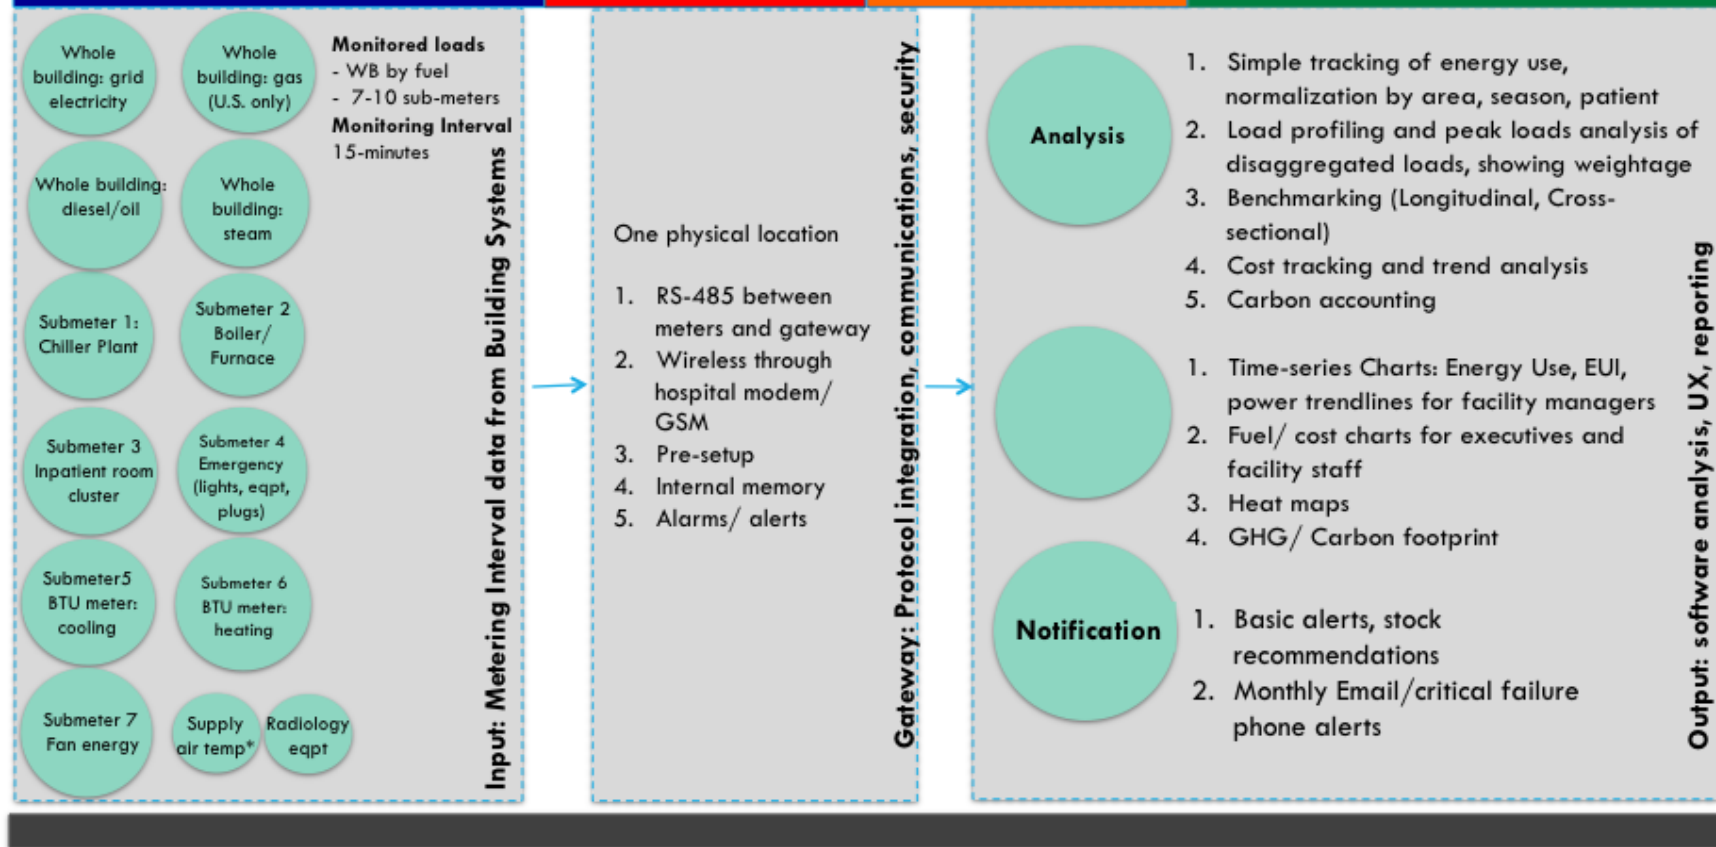 Whole
building: grid
electricity
Whole
building: gas
(U.S. only)
Monitored loads
- WB by fuel
- 7-10 sub-meters
Monitoring Interval
15-minutes
Whole building:
diesel/oil
Whole
building:
steam
Submeter 1:
Chiller Plant
Submeter 2
Boiler/
Furnace
Submeter 3
Inpatient room
cluster
Submeter 4
Emergency
(lights, eqpt,
plugs)
Submeter5
BTU meter:
cooling
Submeter 6
BTU meter:
heating
Submeter 7
Fan energy
Supply
air temp*
Radiology
eqpt
Input: Metering Interval data from Building Systems
One physical location
1. RS-485 between
meters and gateway
2. Wireless through
hospital modem/
GSM
3. Pre-setup
4. Internal memory
5. Alarms/ alerts
Gateway: Protocol integration, communications, security
Analysis
1. Simple tracking of energy use,
normalization by area, season, patient
2. Load profiling and peak loads analysis of
disaggregated loads, showing weightage
3. Benchmarking (Longitudinal, Cross-
sectional)
4. Cost tracking and trend analysis
5. Carbon accounting
1. Time-series Charts: Energy Use, EUI,
power trendlines for facility managers
2. Fuel/ cost charts for executives and
facility staff
3. Heat maps
4. GHG/ Carbon footprint
Notification
1. Basic alerts, stock
recommendations
2. Monthly Email/critical failure
phone alerts
Output: software analysis, UX, reporting